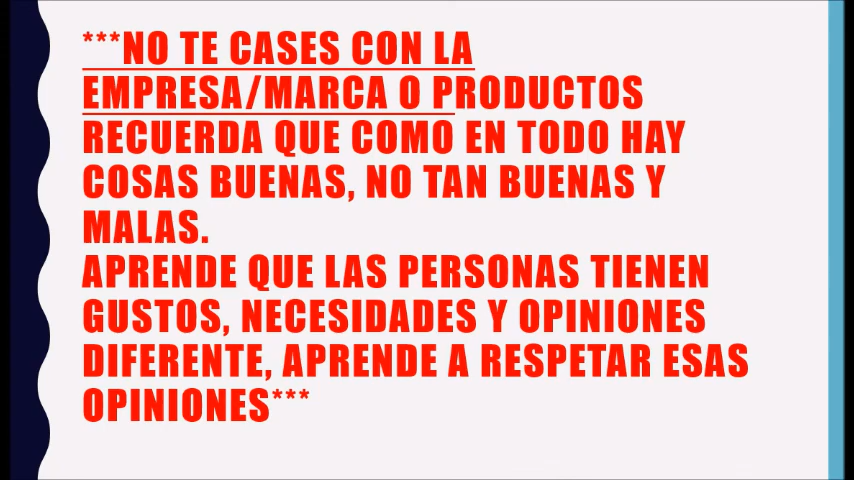 ***NO TE CASES CON LA
EMPRESA/MARCA O PRODUCTOS
RECUERDA QUE COMO EN TODO HAY
COSAS BUENAS, NO TAN BUENAS Y
MALAS.
APRENDE QUE LAS PERSONAS TIENEN
GUSTOS, NECESIDADES Y OPINIONES
DIFERENTE, APRENDE A RESPETAR ESAS
OPINIONES***